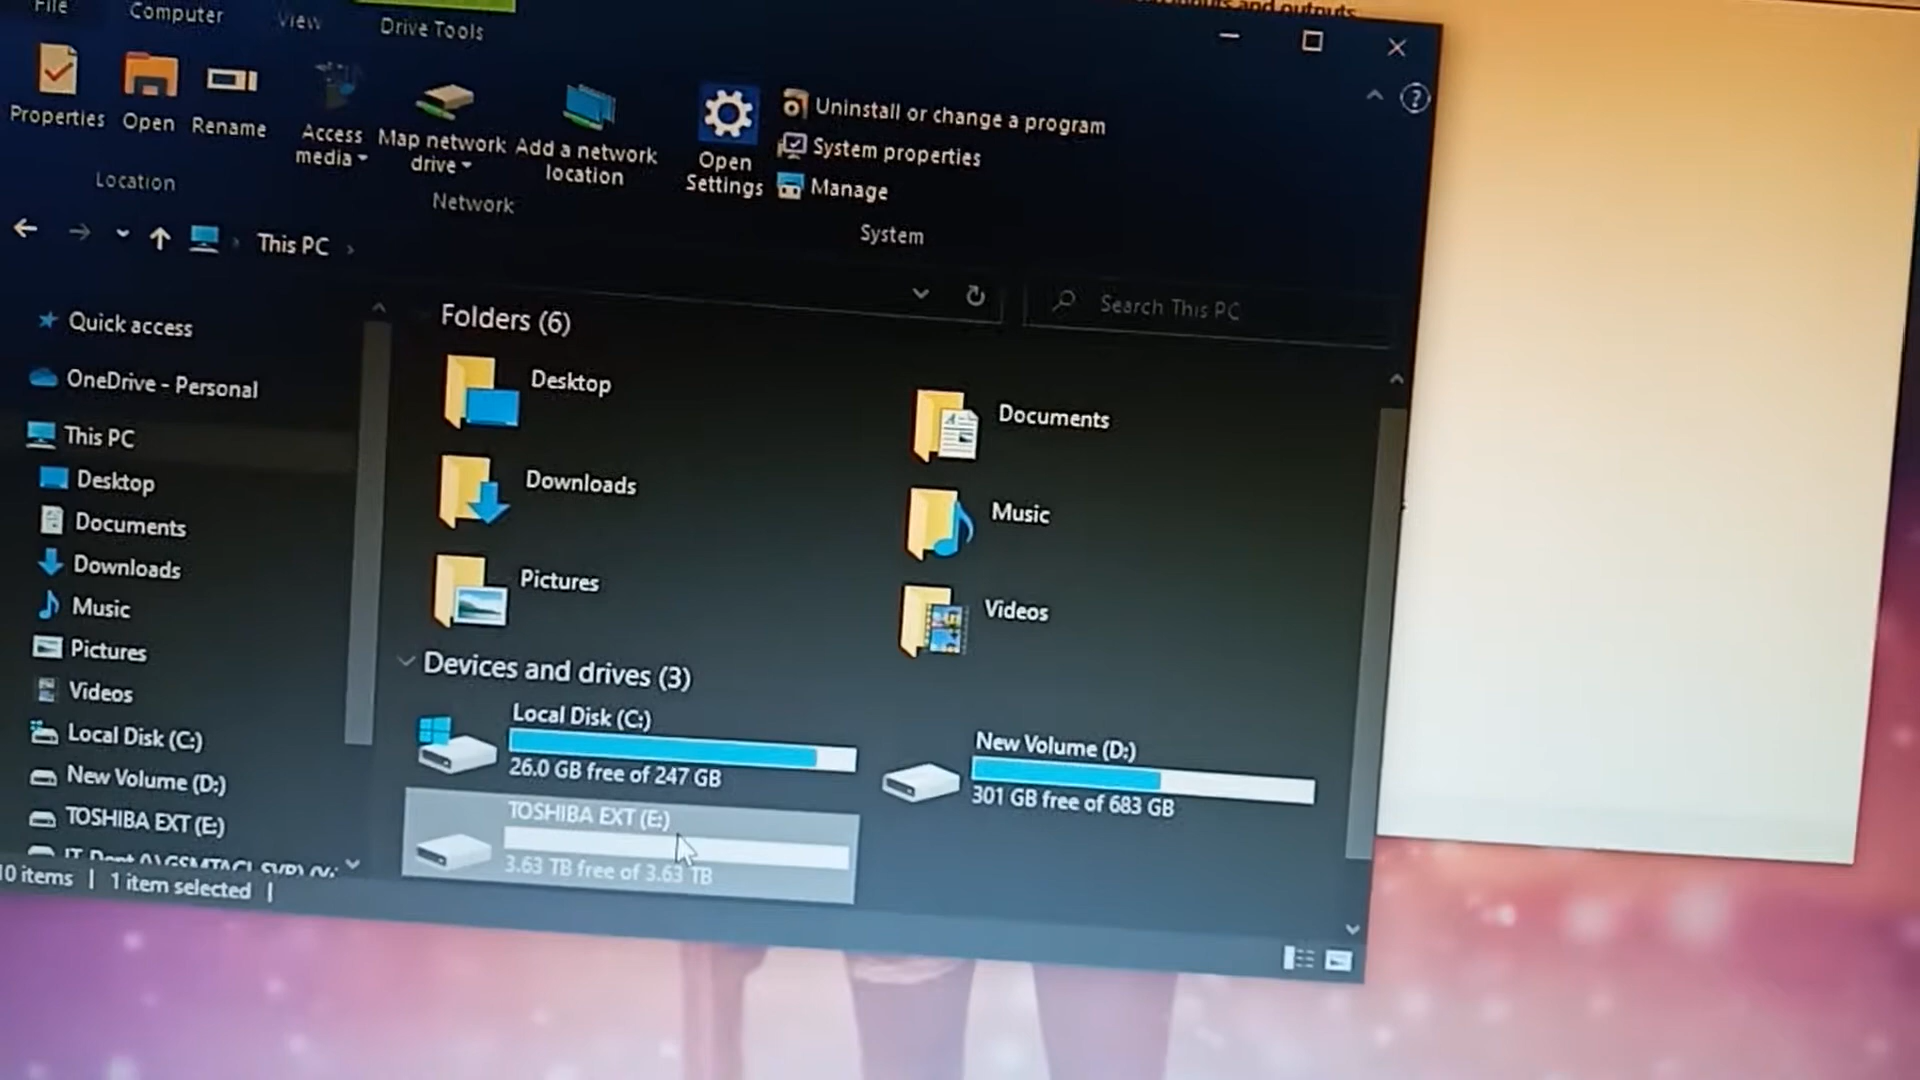 inputs and outputs
File
Computer
View
Drive Tools
Properties
Open
Rename
Access
media
Map network
drive
Add a network
location
Open
Settings
Uninstall or change a program
System properties
Manage
Location
Network
System
This PC
Search This PC
Quick access
OneDrive - Personal
This PC
Desktop
Documents
Downloads
Music
Pictures
Videos
Local Disk (C:)
New Volume (D:)
TOSHIBA EXT (E:)
IT Dept
10 items
1 item selected
Folders (6)
Desktop
Documents
Downloads
Music
Pictures
Videos
Devices and drives (3)
Local Disk (C:)
26.0 GB free of 247 GB
New Volume (D:)
301 GB free of 683 GB
TOSHIBA EXT (E:)
3.63 TB free of 3.63 TB